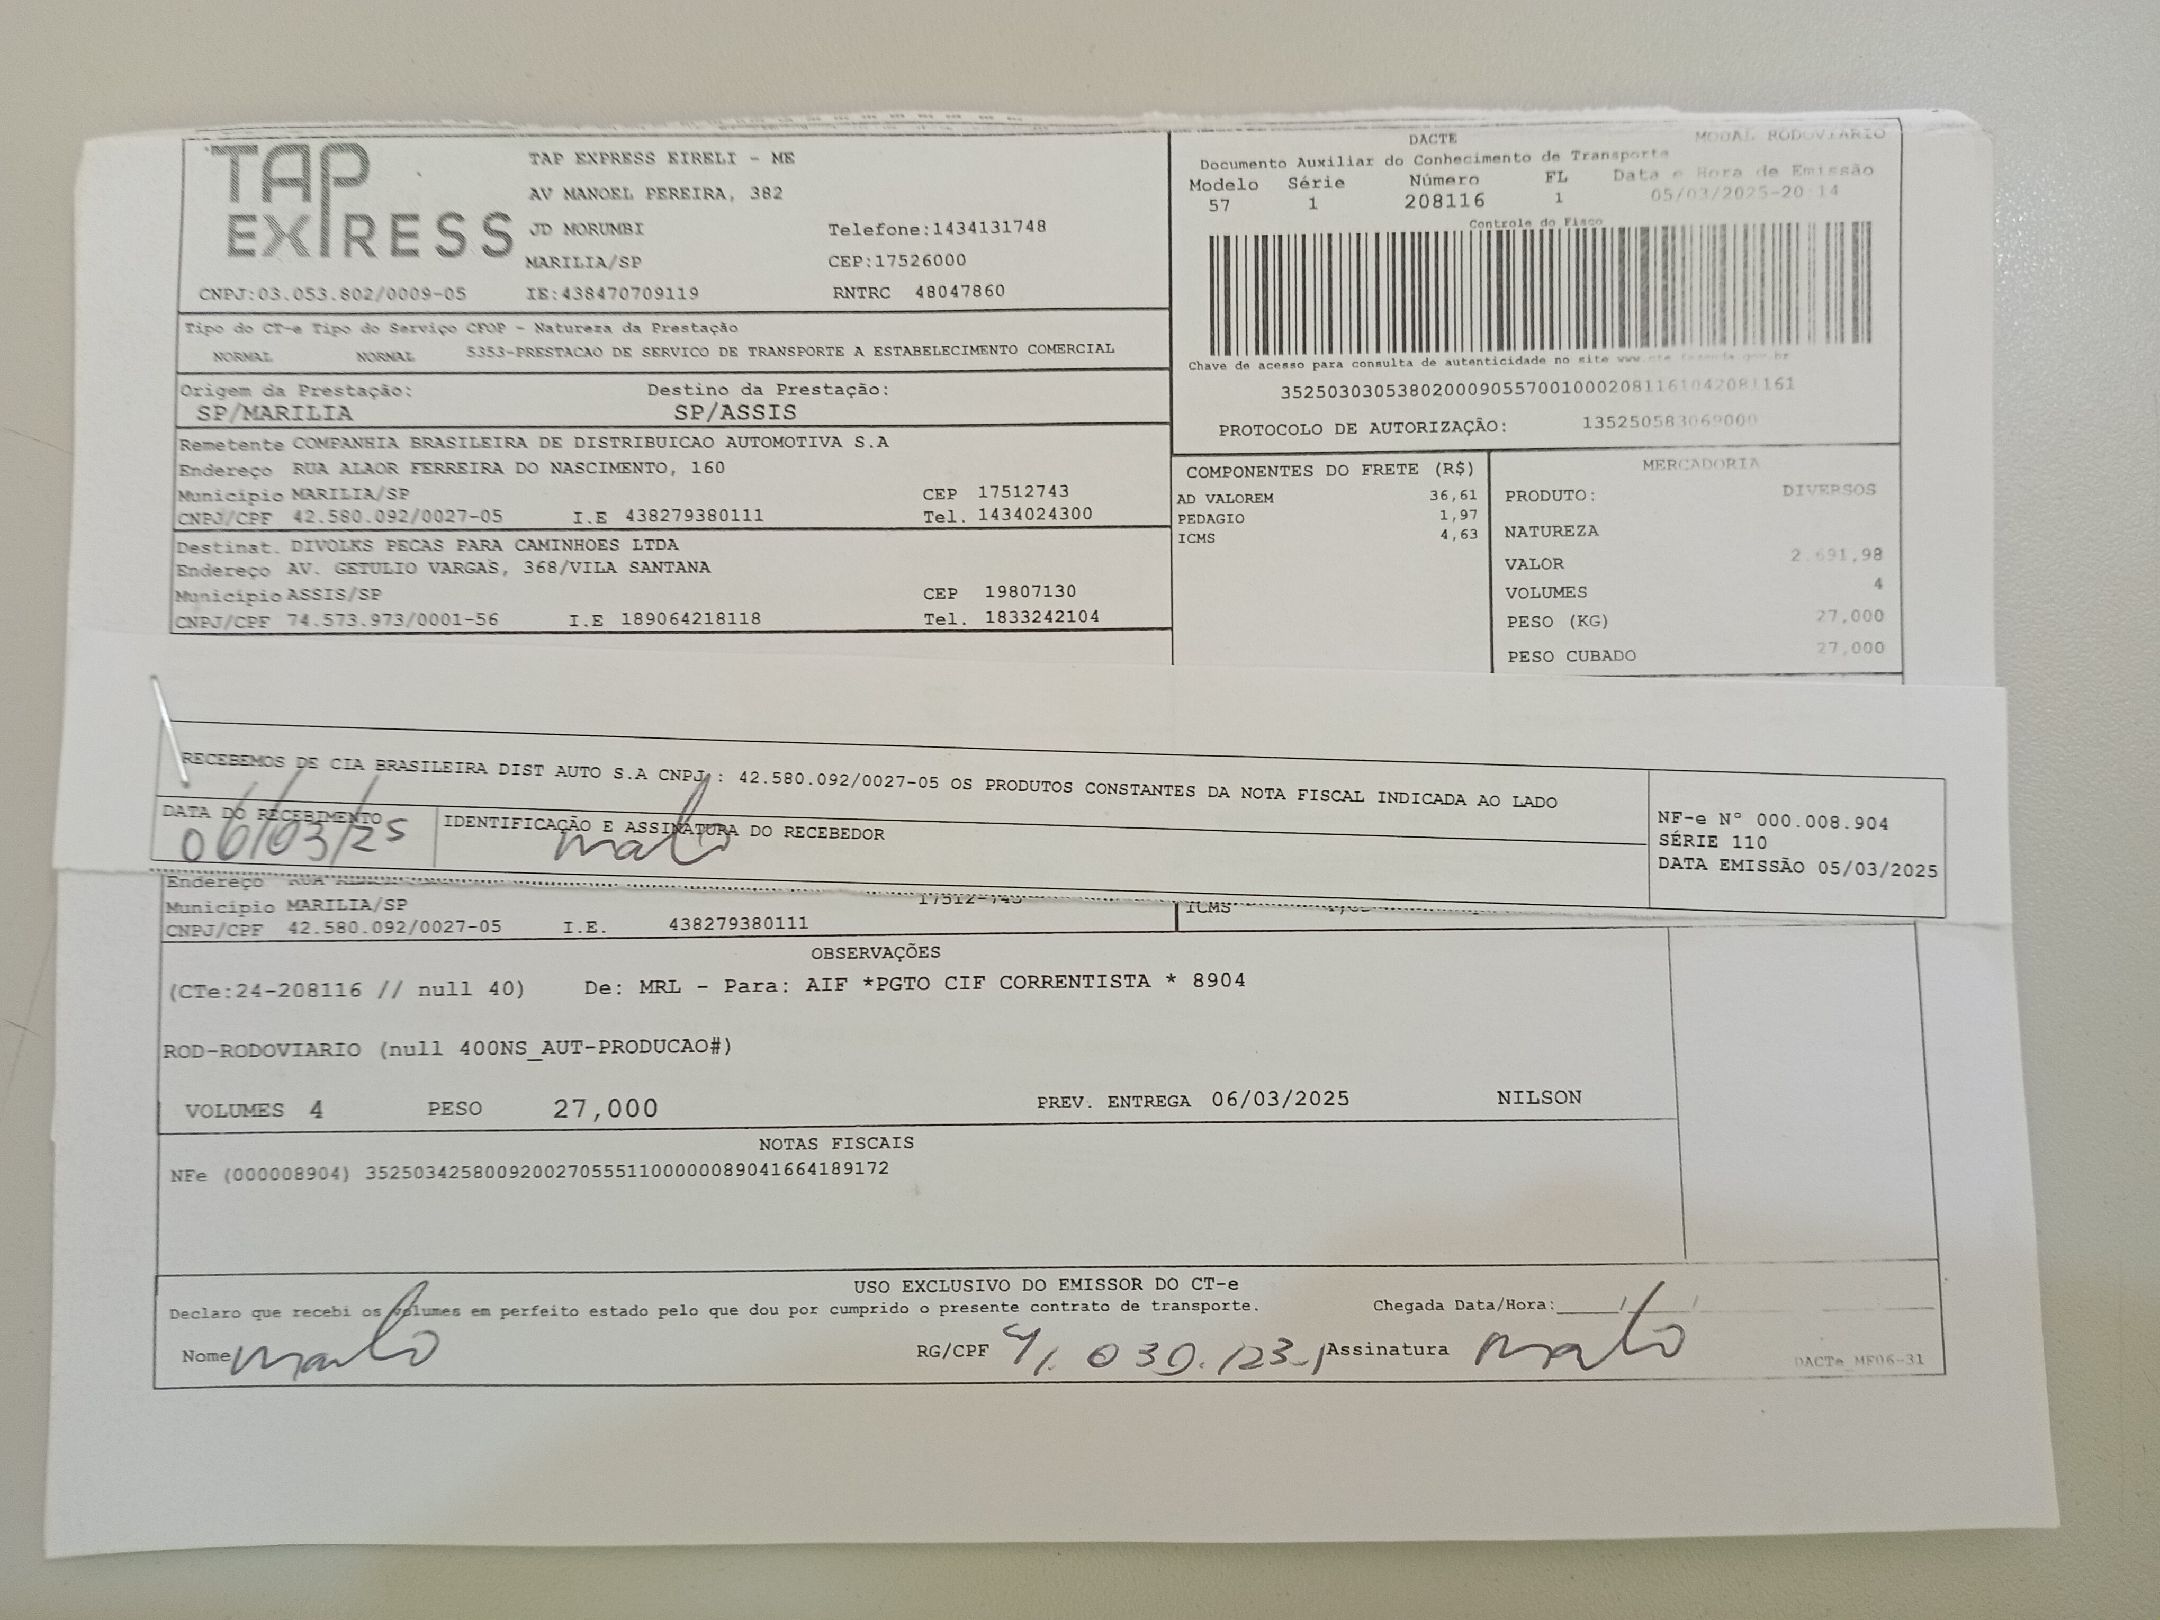 TAP EXPRESS
TAP EXPRESS EIRELI - ME
AV MANOEL PEREIRA, 382
JD MORUMBI Telefone:1434131748
MARILIA/SP CEP:17526000
CNPJ:03.053.802/0009-05 IE:438470709119 RNTRC 48047860
DACTE MODAL RODOVIARIO
Documento Auxiliar do Conhecimento de Transporte
Modelo Série Número FL Data e Hora de Emissão
57 1 208116 1 05/03/2025-20:14
Controle do Fisco
Chave de acesso para consulta de autenticidade no site www.cte.fazenda.gov.br
35250303053802000905570010002081161042081161
PROTOCOLO DE AUTORIZAÇÃO: 135250583069000
Tipo do CT-e Tipo do Serviço CFOP - Natureza da Prestação
NORMAL NORMAL 5353-PRESTACAO DE SERVICO DE TRANSPORTE A ESTABELECIMENTO COMERCIAL
Origem da Prestação: Destino da Prestação:
SP/MARILIA SP/ASSIS
Remetente COMPANHIA BRASILEIRA DE DISTRIBUICAO AUTOMOTIVA S.A
Endereço RUA ALAOR FERREIRA DO NASCIMENTO, 160
Município MARILIA/SP CEP 17512743
CNPJ/CPF 42.580.092/0027-05 I.E 438279380111 Tel. 1434024300
Destinat. DIVOLKS PECAS PARA CAMINHOES LTDA
Endereço AV. GETULIO VARGAS, 368/VILA SANTANA
Município ASSIS/SP CEP 19807130
CNPJ/CPF 74.573.973/0001-56 I.E 189064218118 Tel. 1833242104
COMPONENTES DO FRETE (R$)
AD VALOREM 36,61
PEDAGIO 1,97
ICMS 4,63
MERCADORIA
PRODUTO: DIVERSOS
NATUREZA
VALOR 2.691,98
VOLUMES 4
PESO (KG) 27,000
PESO CUBADO 27,000
RECEBEMOS DE CIA BRASILEIRA DIST AUTO S.A CNPJ : 42.580.092/0027-05 OS PRODUTOS CONSTANTES DA NOTA FISCAL INDICADA AO LADO
DATA DO RECEBIMENTO IDENTIFICAÇÃO E ASSINATURA DO RECEBEDOR
06/03/25
NF-e N° 000.008.904
SÉRIE 110
DATA EMISSÃO 05/03/2025
Endereço RUA
Município MARILIA/SP 17512-743 ICMS
CNPJ/CPF 42.580.092/0027-05 I.E. 438279380111
OBSERVAÇÕES
(CTe:24-208116 // null 40) De: MRL - Para: AIF *PGTO CIF CORRENTISTA * 8904
ROD-RODOVIARIO (null 400NS_AUT-PRODUCAO#)
VOLUMES 4 PESO 27,000 PREV. ENTREGA 06/03/2025 NILSON
NOTAS FISCAIS
NFe (000008904) 35250342580092002705551100000089041664189172
USO EXCLUSIVO DO EMISSOR DO CT-e
Declaro que recebi os volumes em perfeito estado pelo que dou por cumprido o presente contrato de transporte. Chegada Data/Hora:
Nome RG/CPF Assinatura
DACTe_MF06-31